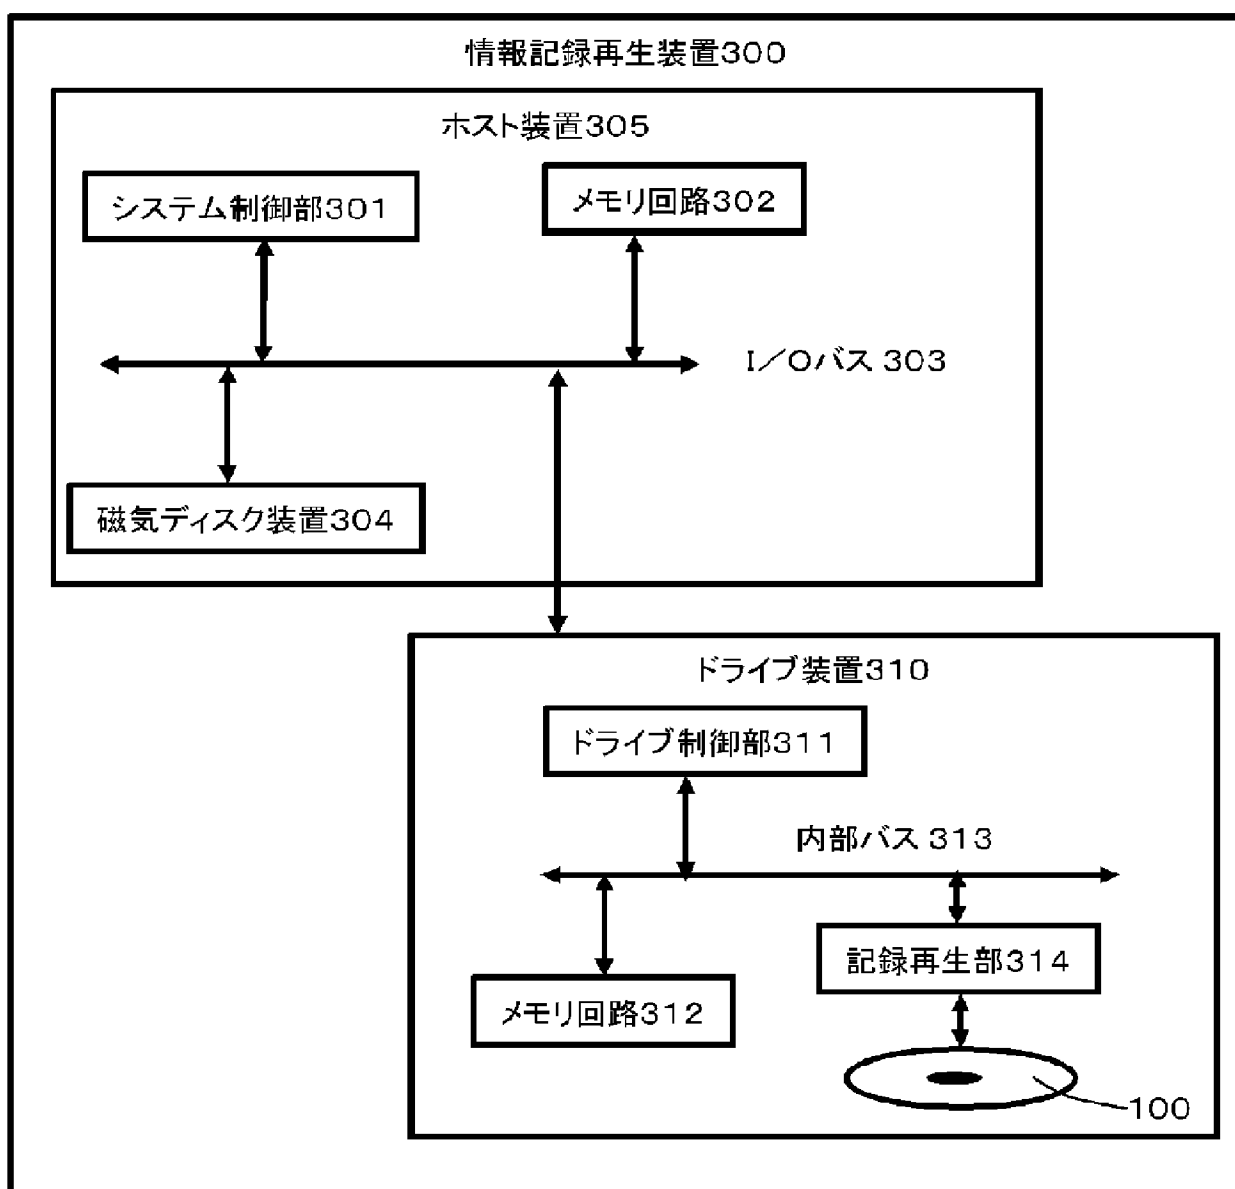 情報記録再生装置300
ホスト装置305
システム制御部301
メモリ回路302
I/Oバス 303
磁気ディスク装置304
ドライブ装置310
ドライブ制御部311
内部バス 313
記録再生部314
メモリ回路312
100